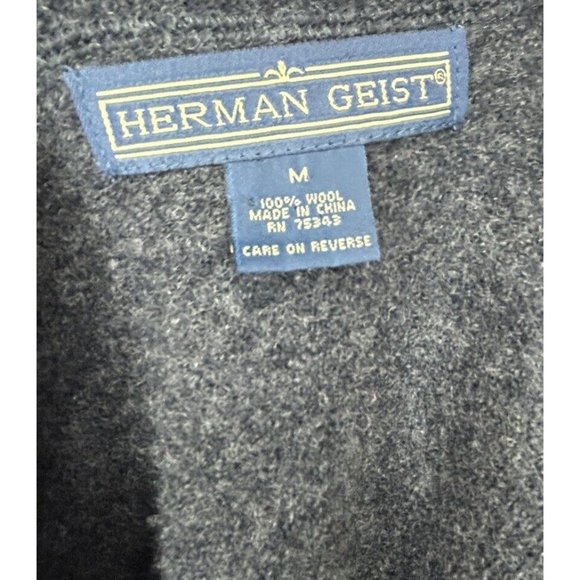 HERMAN GEIST®
M
100% WOOL
MADE IN CHINA
RN 75343
CARE ON REVERSE